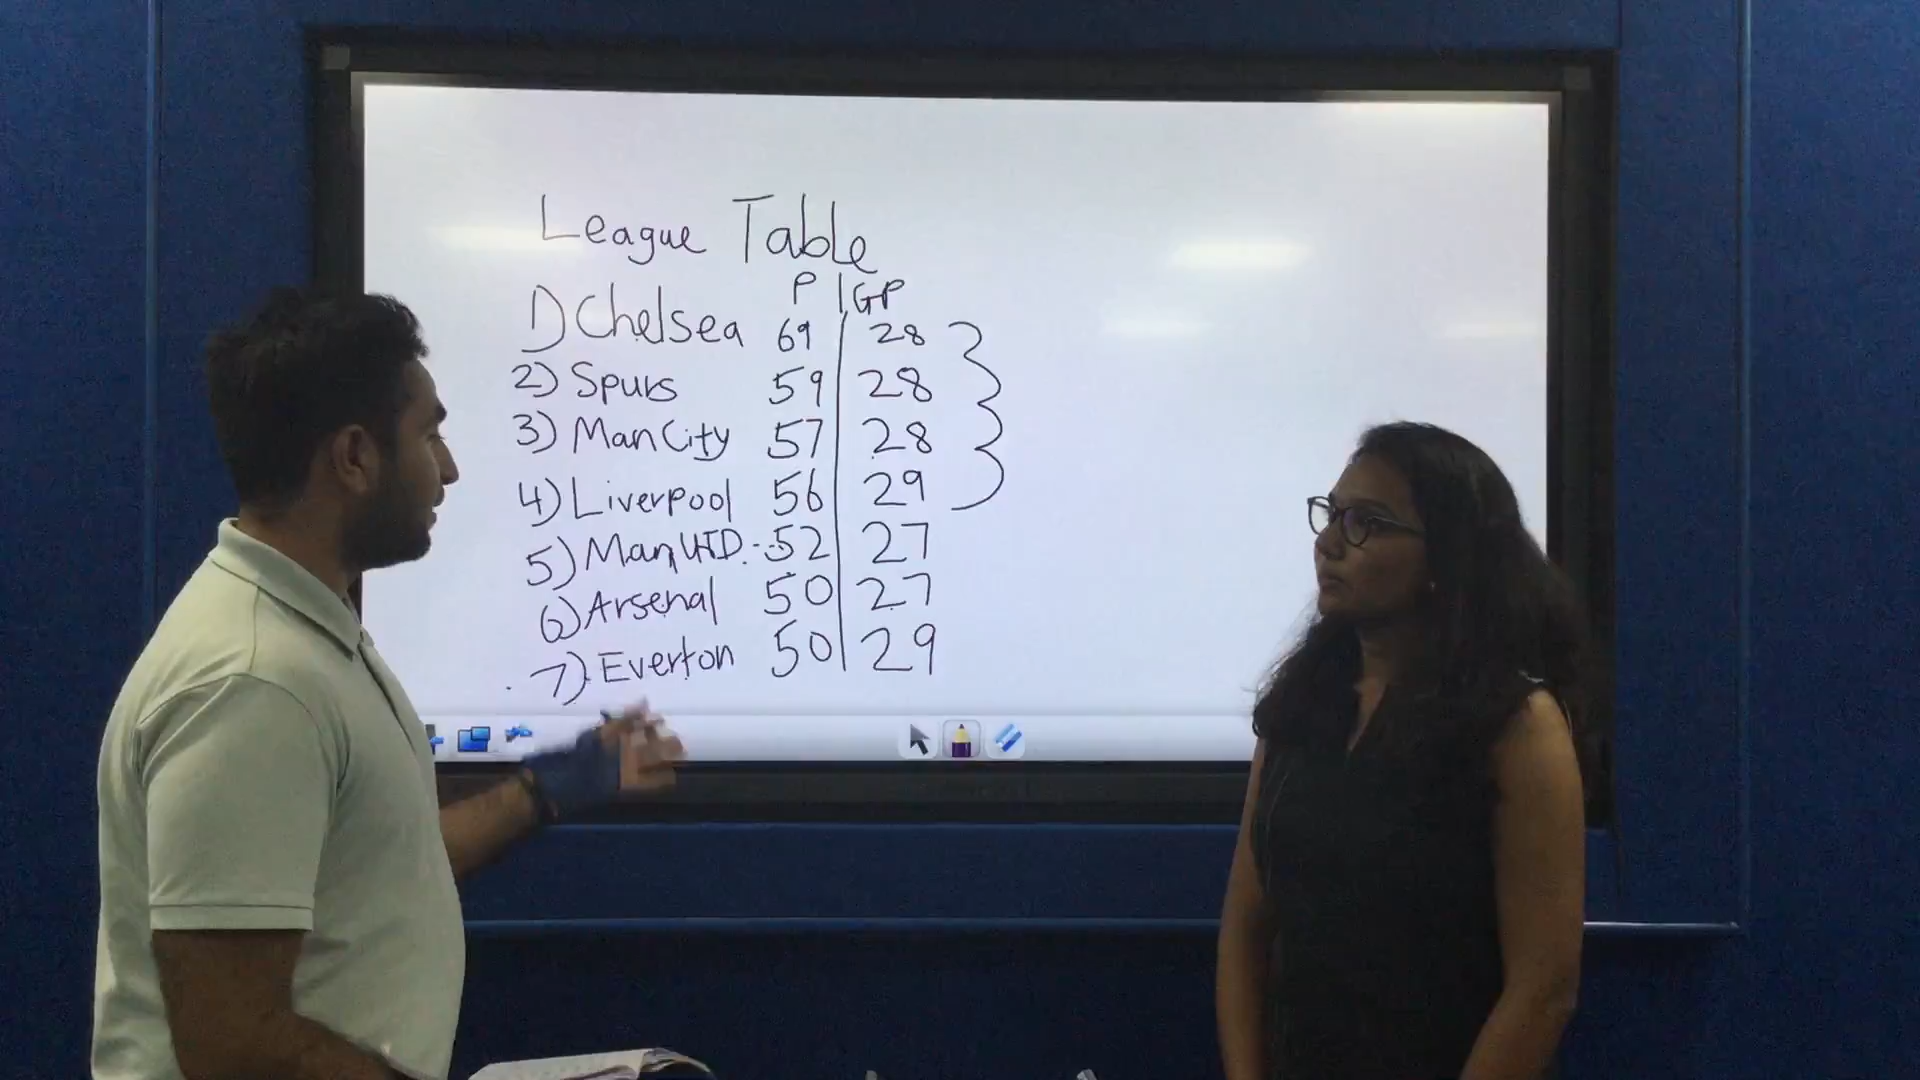 League Table
P | GP
1) Chelsea 69 28
2) Spurs 59 28
3) Man City 57 28
4) Liverpool 56 29
5) Man UTD. 52 27
6) Arsenal 50 27
7) Everton 50 29